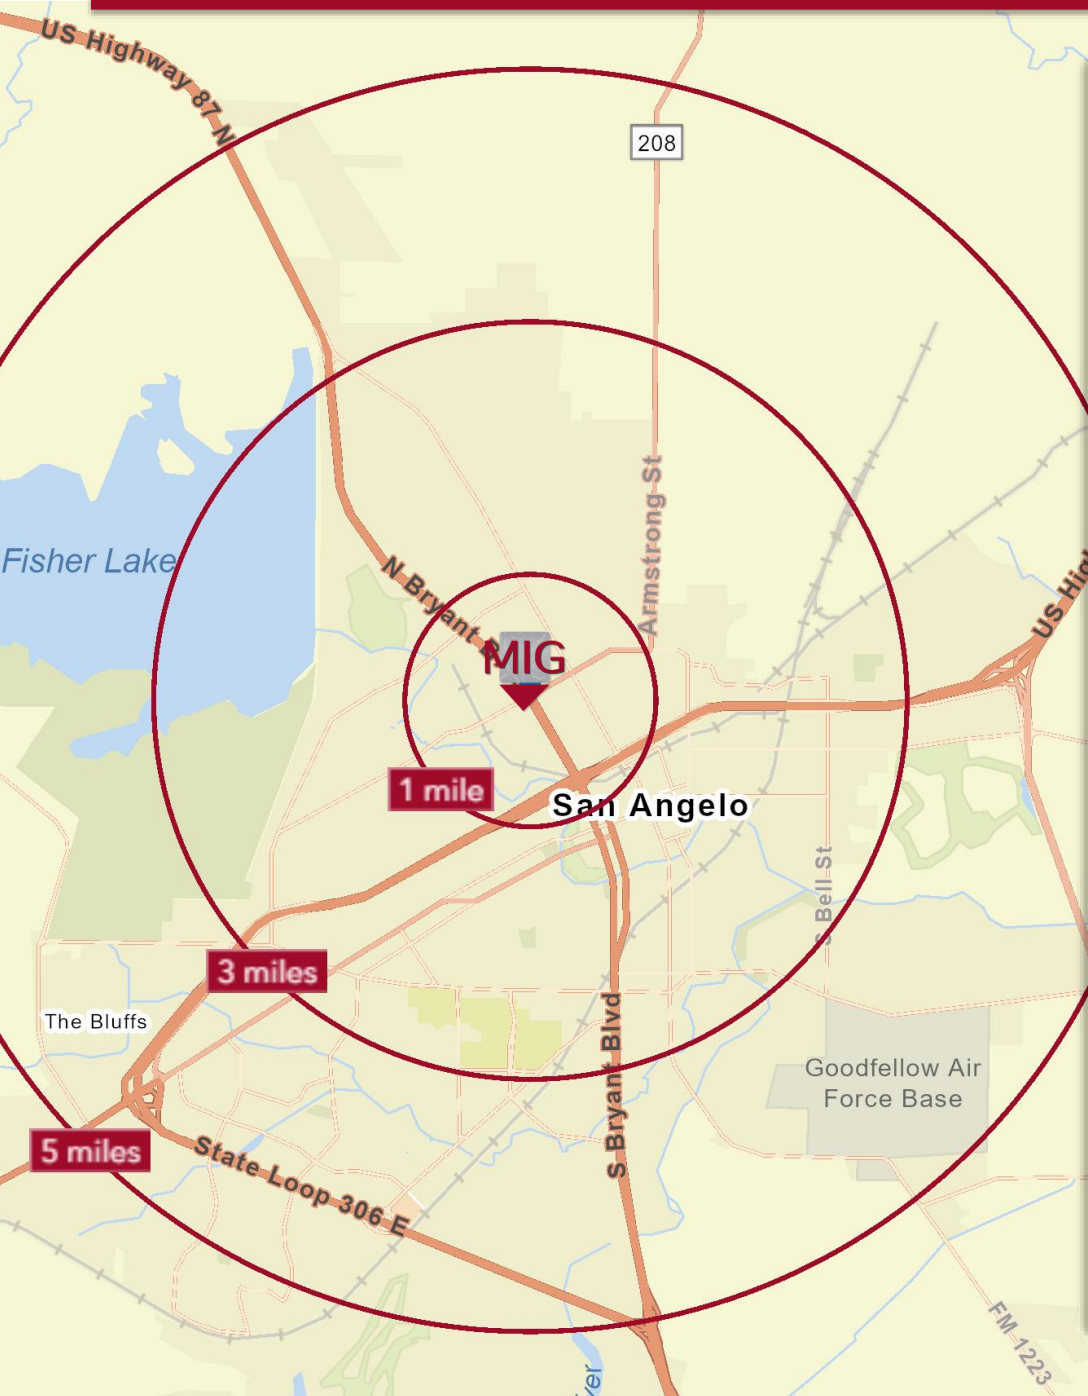 US Highway 87 N
208
Armstrong St
Fisher Lake
N Bryant B
US Hig
MIG
1 mile
San Angelo
S Bell St
3 miles
The Bluffs
S Bryant Blvd
Goodfellow Air
Force Base
5 miles
State Loop 306 E
FM 1223